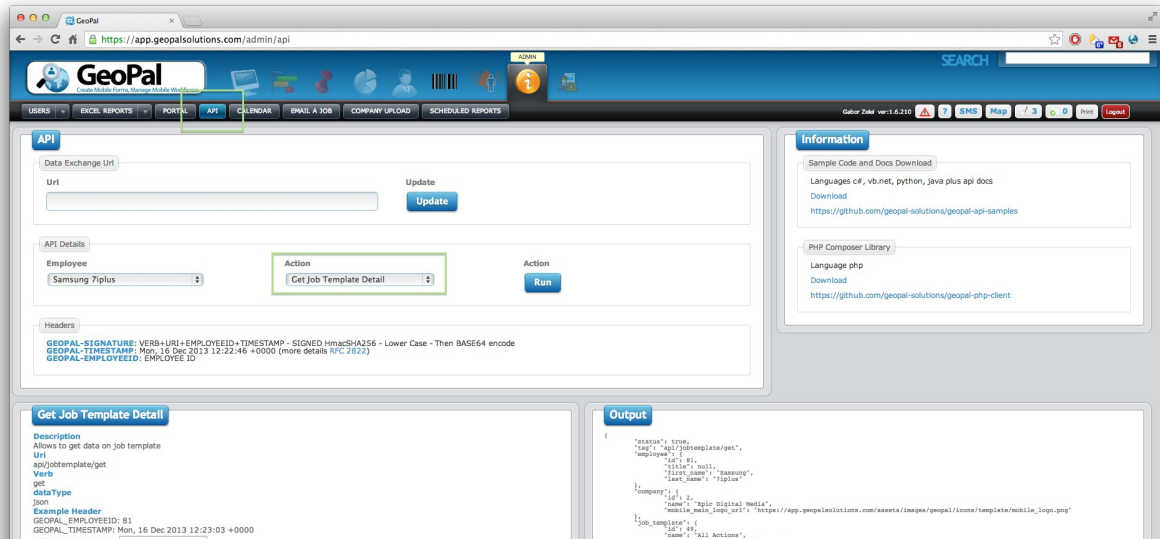 GeoPal
https://app.geopalsolutions.com/admin/api
GeoPal
Create Mobile Forms, Manage Mobile Workforces
ADMIN
SEARCH
USERS EXCEL REPORTS PORTAL API CALENDAR EMAIL A JOB COMPANY UPLOAD SCHEDULED REPORTS
Gabor Zelei ver:1.6.210 ? SMS Map 3 0 Print Logout
API
Data Exchange Url
Url Update
Update
API Details
Employee Action Action
Samsung 7iplus Get Job Template Detail Run
Headers
GEOPAL-SIGNATURE: VERB+URI+EMPLOYEEID+TIMESTAMP - SIGNED HmacSHA256 - Lower Case - Then BASE64 encode
GEOPAL-TIMESTAMP: Mon, 16 Dec 2013 12:22:46 +0000 (more details RFC 2822)
GEOPAL-EMPLOYEEID: EMPLOYEE ID
Information
Sample Code and Docs Download
Languages c#, vb.net, python, java plus api docs
Download
https://github.com/geopal-solutions/geopal-api-samples
PHP Composer Library
Language php
Download
https://github.com/geopal-solutions/geopal-php-client
Get Job Template Detail
Description
Allows to get data on job template
Uri
api/jobtemplate/get
Verb
get
dataType
json
Example Header
GEOPAL_EMPLOYEEID: 81
GEOPAL_TIMESTAMP: Mon, 16 Dec 2013 12:23:03 +0000
Output
{
"status": true,
"tag": "api/jobtemplate/get",
"employee": {
"id": 81,
"title": null,
"first_name": "Samsung",
"last_name": "7iplus"
},
"company": {
"id": 2,
"name": "Epic Digital Media",
"mobile_main_logo_url": "https://app.geopalsolutions.com/assets/images/geopal/icons/template/mobile_logo.png"
},
"job_template": {
"id": 49,
"name": "All Actions",